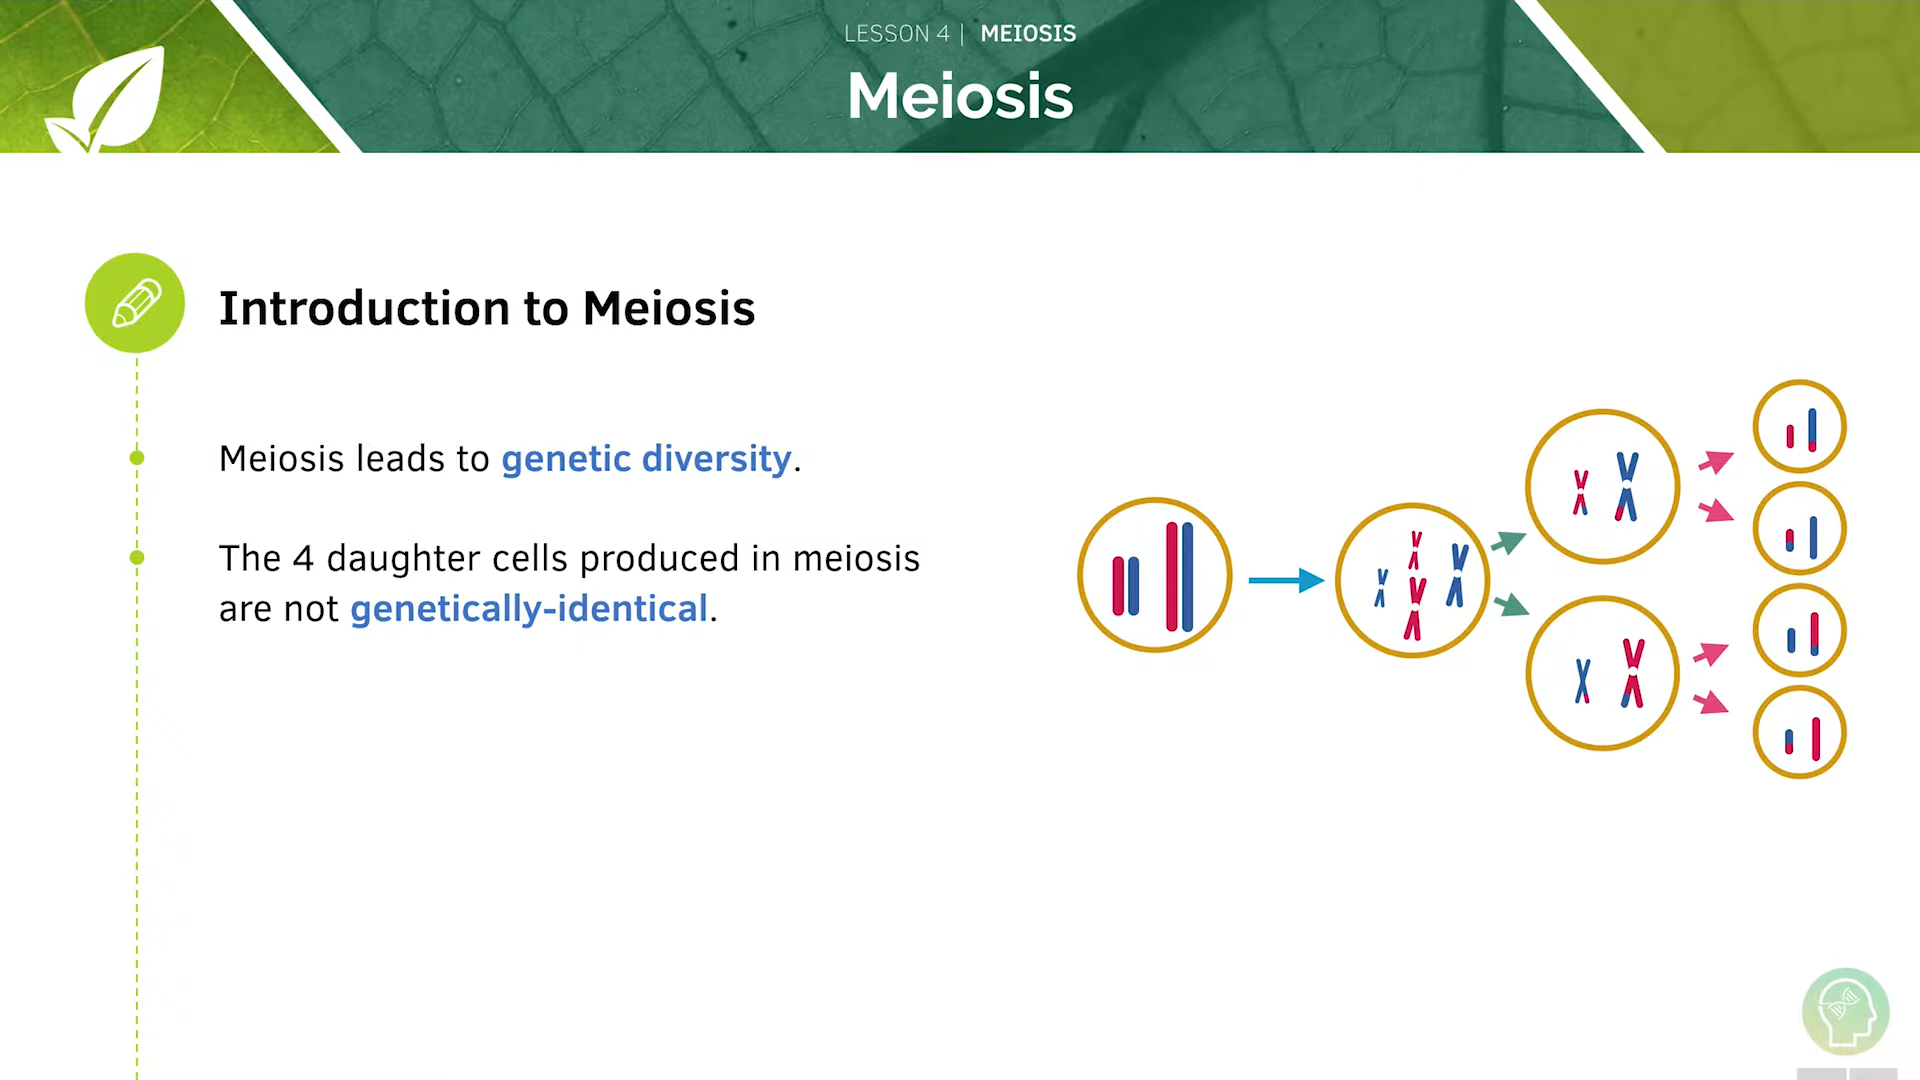 LESSON 4 | MEIOSIS
Meiosis
Introduction to Meiosis
Meiosis leads to genetic diversity.
The 4 daughter cells produced in meiosis
are not genetically-identical.